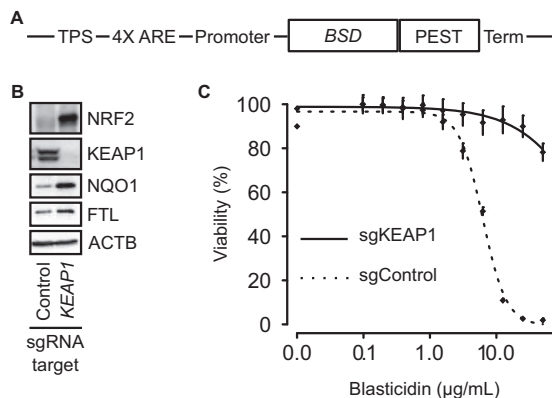 A
TPS 4X ARE Promoter BSD PEST Term
B
NRF2
KEAP1
NQO1
FTL
ACTB
Control
KEAP1
sgRNA
target
C
Viability (%)
100
80
60
40
20
0
sgKEAP1
sgControl
0.0 0.1 1.0 10.0
Blasticidin (µg/mL)